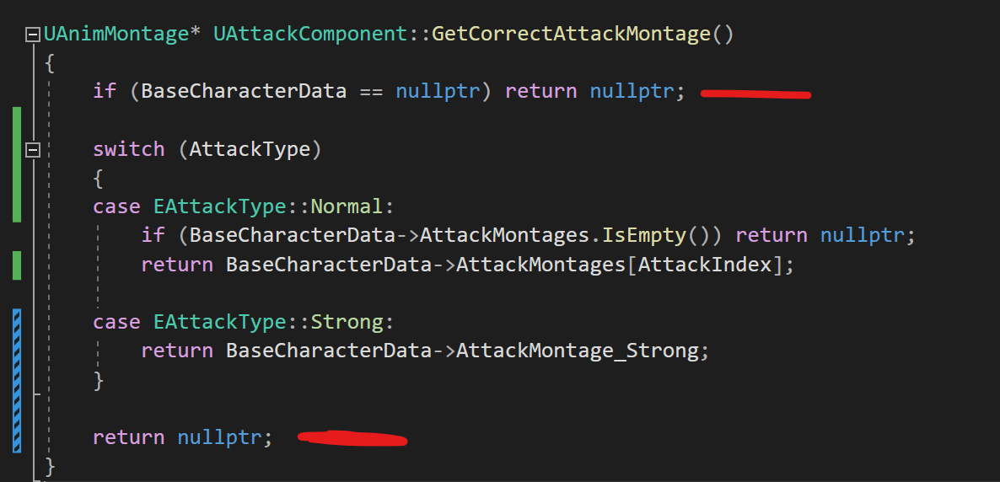 UAnimMontage* UAttackComponent::GetCorrectAttackMontage()
{
if (BaseCharacterData == nullptr) return nullptr;
switch (AttackType)
{
case EAttackType::Normal:
if (BaseCharacterData->AttackMontages.IsEmpty()) return nullptr;
return BaseCharacterData->AttackMontages[AttackIndex];
case EAttackType::Strong:
return BaseCharacterData->AttackMontage_Strong;
}
return nullptr;
}